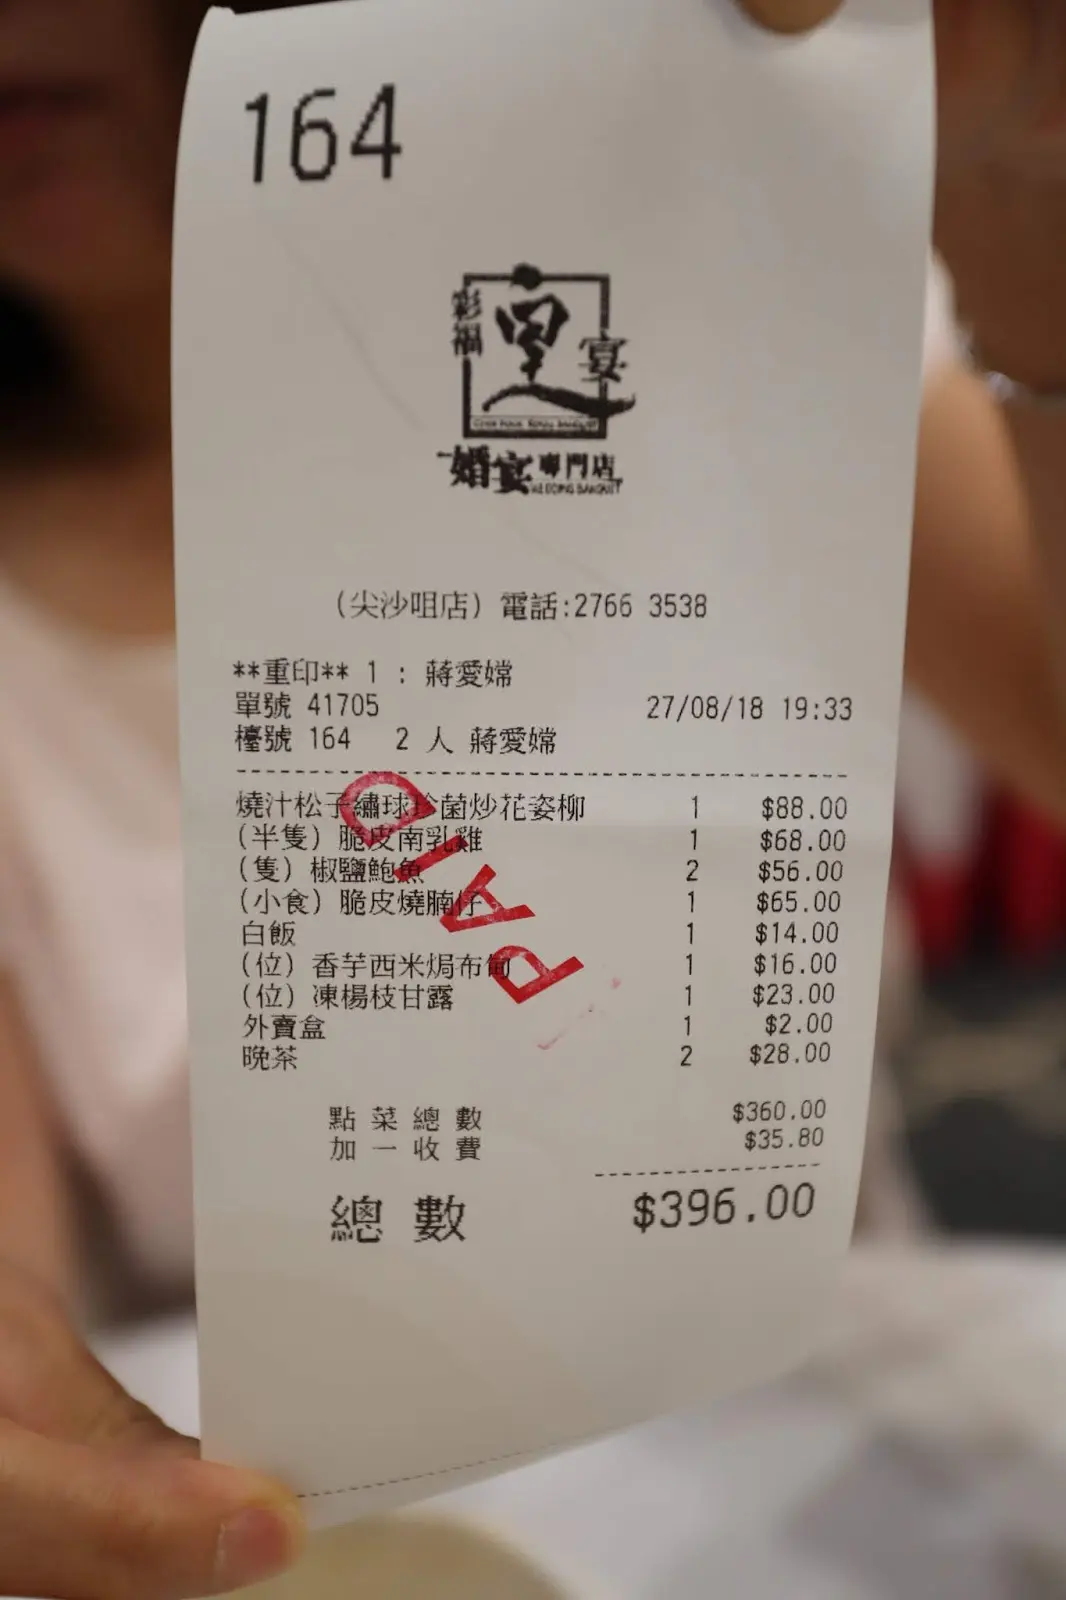 164
彩福 皇 宴
婚宴專門店
WEDDING BANQUET
(尖沙咀店) 電話:2766 3538
**重印** 1 : 蔣愛嫦
單號 41705 27/08/18 19:33
檯號 164 2 人 蔣愛嫦
燒汁松子繡球珍菌炒花姿柳 1 $88.00
(半隻) 脆皮南乳雞 1 $68.00
(隻) 椒鹽鮑魚 2 $56.00
(小食) 脆皮燒腩仔 1 $65.00
白飯 1 $14.00
(位) 香芋西米焗布甸 1 $16.00
(位) 凍楊枝甘露 1 $23.00
外賣盒 1 $2.00
晚茶 2 $28.00
PAID
點菜總數 $360.00
加一收費 $35.80
總數 $396.00